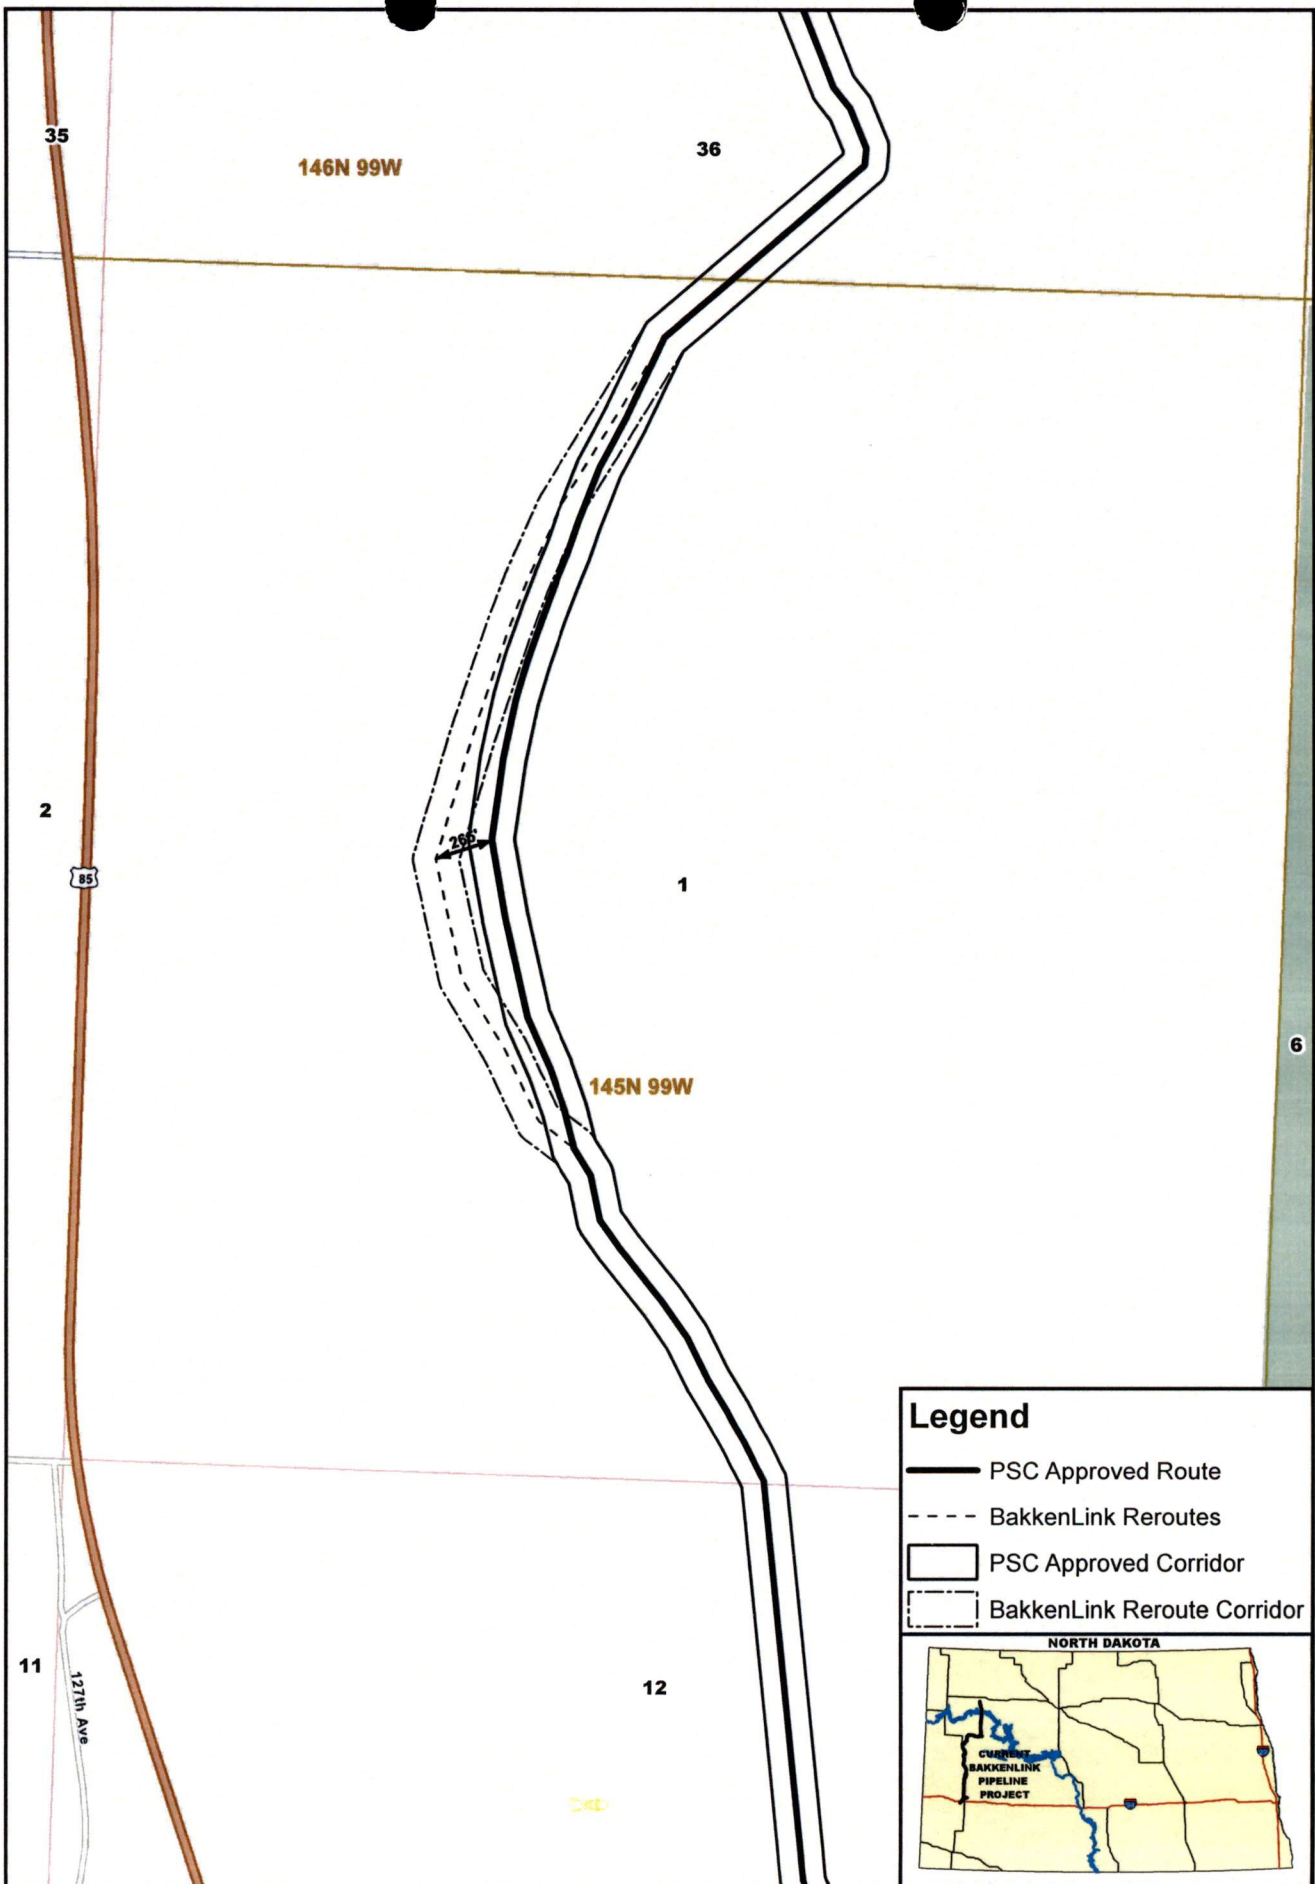 35
36
146N 99W
2
266'
85
1
6
145N 99W
Legend
PSC Approved Route
BakkenLink Reroutes
PSC Approved Corridor
BakkenLink Reroute Corridor
11
127th Ave
12
NORTH DAKOTA
CURRENT
BAKKENLINK
PIPELINE
PROJECT